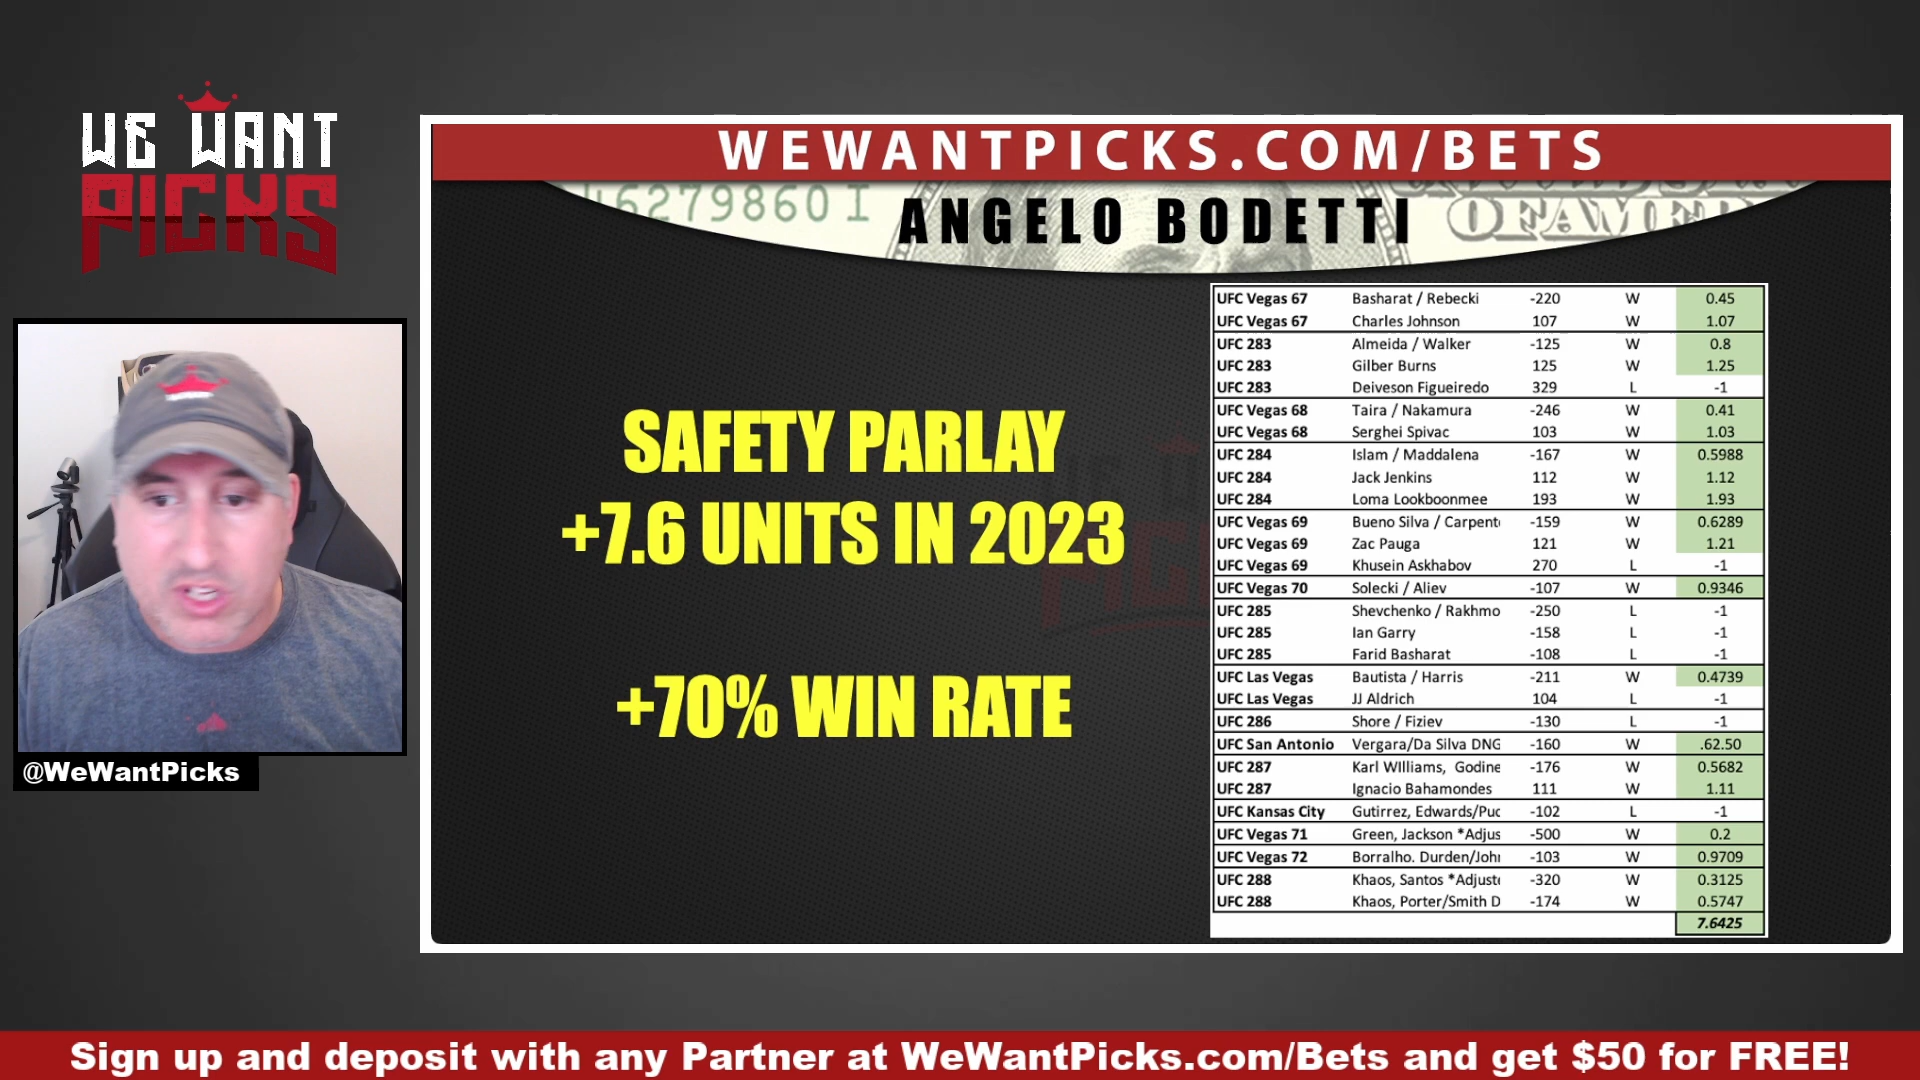 WE WANT
PICKS
WEWANTPICKS.COM/BETS
46279860 I
ANGELO BODETTI
OF AMER
SAFETY PARLAY
+7.6 UNITS IN 2023
+70% WIN RATE
UFC Vegas 67 Basharat / Rebecki -220 W 0.45
UFC Vegas 67 Charles Johnson 107 W 1.07
UFC 283 Almeida / Walker -125 W 0.8
UFC 283 Gilber Burns 125 W 1.25
UFC 283 Deiveson Figueiredo 329 L -1
UFC Vegas 68 Taira / Nakamura -246 W 0.41
UFC Vegas 68 Serghei Spivac 103 W 1.03
UFC 284 Islam / Maddalena -167 W 0.5988
UFC 284 Jack Jenkins 112 W 1.12
UFC 284 Loma Lookboonmee 193 W 1.93
UFC Vegas 69 Bueno Silva / Carpent -159 W 0.6289
UFC Vegas 69 Zac Pauga 121 W 1.21
UFC Vegas 69 Khusein Askhabov 270 L -1
UFC Vegas 70 Solecki / Aliev -107 W 0.9346
UFC 285 Shevchenko / Rakhmo -250 L -1
UFC 285 Ian Garry -158 L -1
UFC 285 Farid Basharat -108 L -1
UFC Las Vegas Bautista / Harris -211 W 0.4739
UFC Las Vegas JJ Aldrich 104 L -1
UFC 286 Shore / Fiziev -130 L -1
UFC San Antonio Vergara/Da Silva DNG -160 W .62.50
UFC 287 Karl WIlliams, Godine -176 W 0.5682
UFC 287 Ignacio Bahamondes 111 W 1.11
UFC Kansas City Gutirrez, Edwards/Puc -102 L -1
UFC Vegas 71 Green, Jackson *Adjus -500 W 0.2
UFC Vegas 72 Borralho. Durden/Joh -103 W 0.9709
UFC 288 Khaos, Santos *Adjust -320 W 0.3125
UFC 288 Khaos, Porter/Smith D -174 W 0.5747
7.6425
@WeWantPicks
Sign up and deposit with any Partner at WeWantPicks.com/Bets and get $50 for FREE!